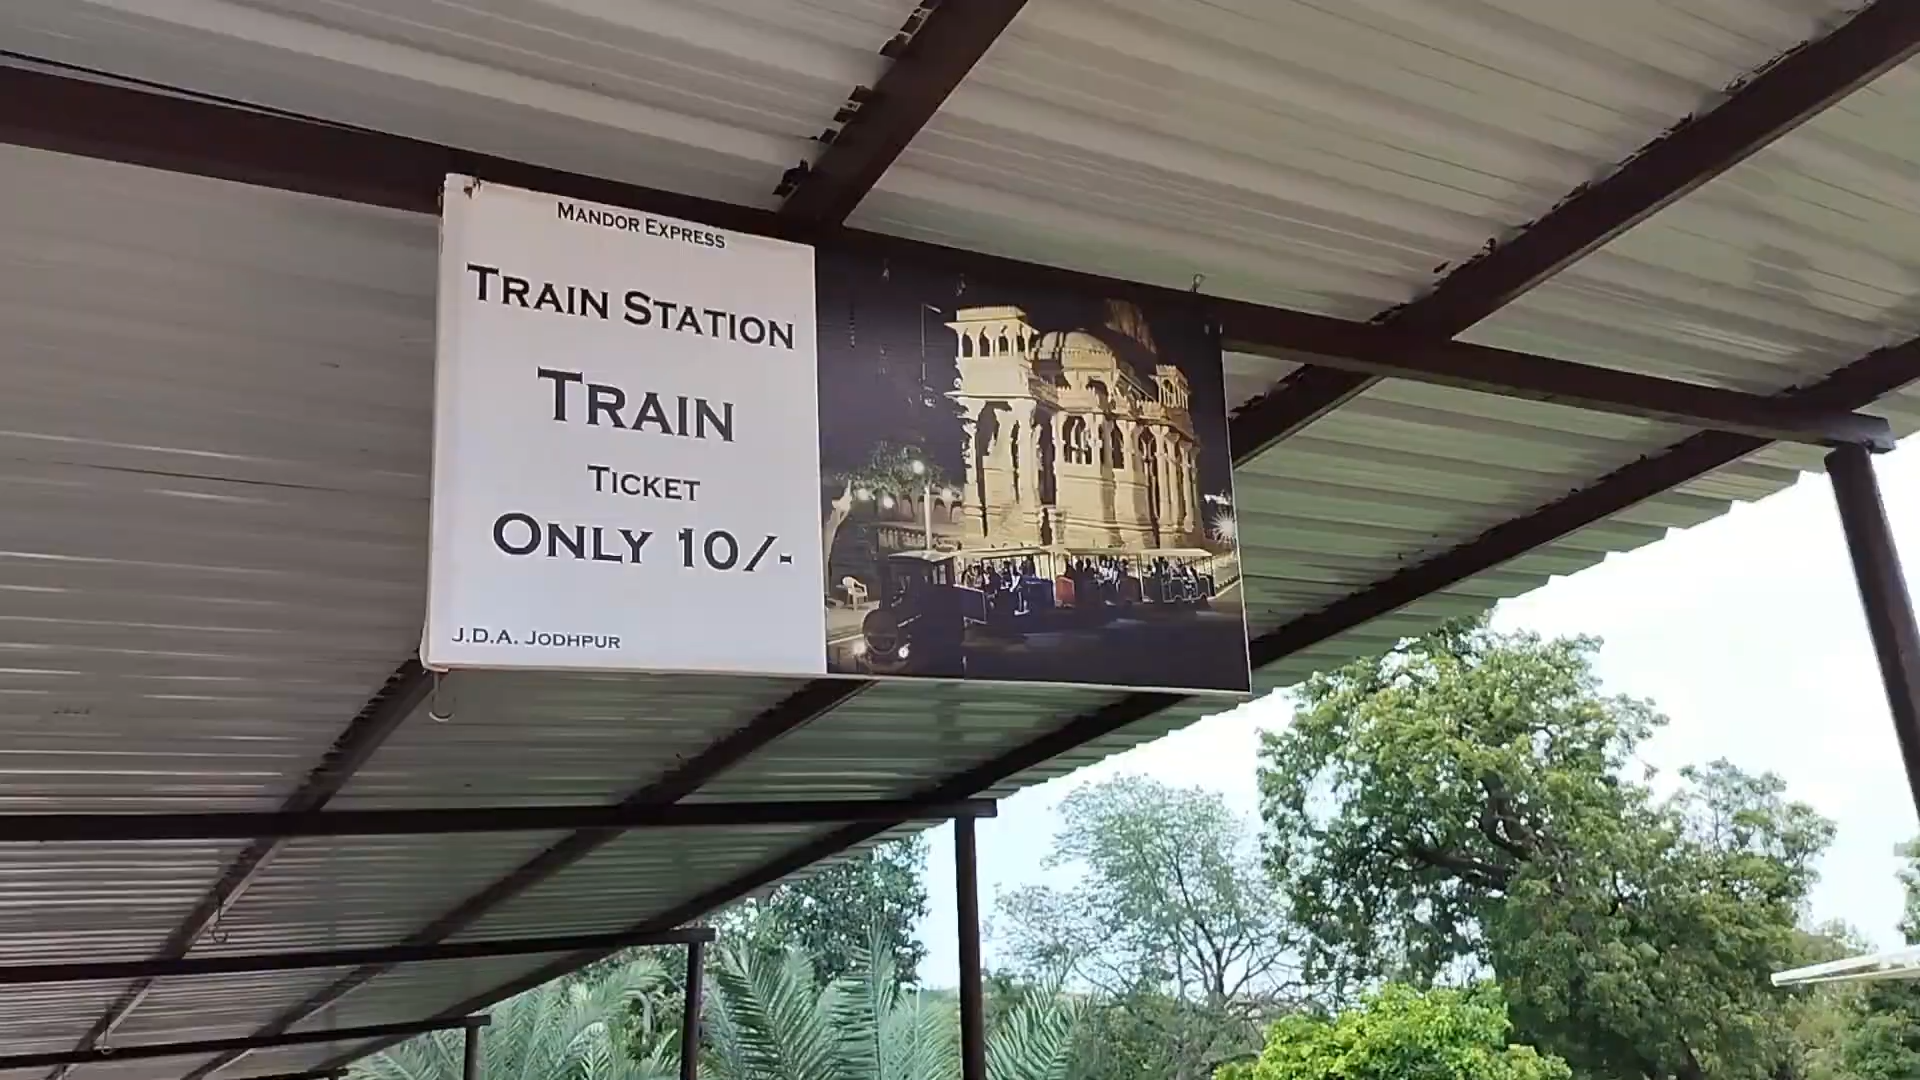 Mandor Express
Train Station
Train
Ticket
Only 10/-
J.D.A. Jodhpur